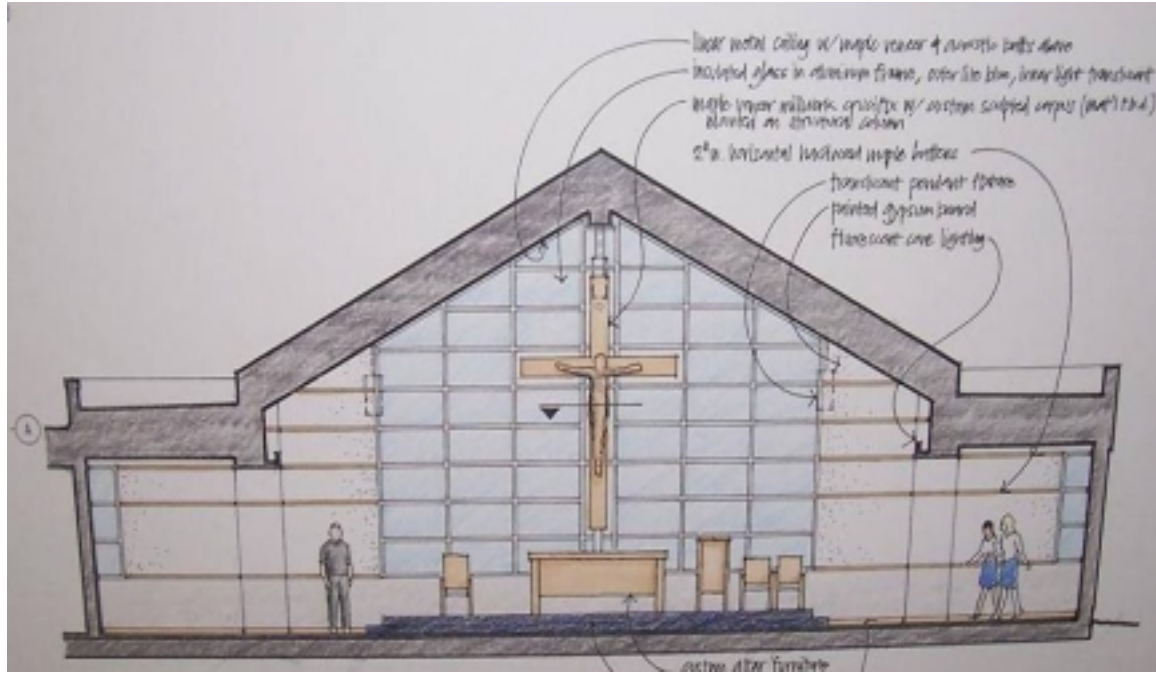 linear metal ceiling w/ maple veneer & acoustic batts above
insulated glass in aluminum frame, outer lite blue, inner light translucent
maple veneer millwork crucifix w/ custom sculpted corpus (mat'l t.b.d.)
mounted on structural column
horizontal hardwood maple battens
translucent pendant fixture
painted gypsum board
fluorescent cove lighting
A
custom altar furniture